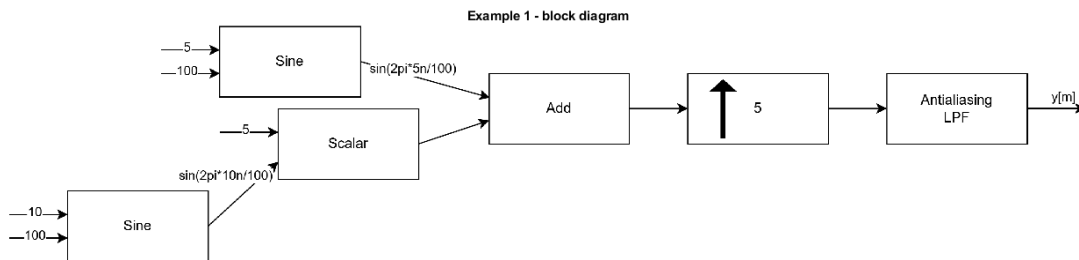 Example 1 - block diagram
5
100
Sine
sin(2pi*5n/100)
5
Scalar
sin(2pi*10n/100)
10
100
Sine
Add
5
Antialiasing
LPF
y[m]